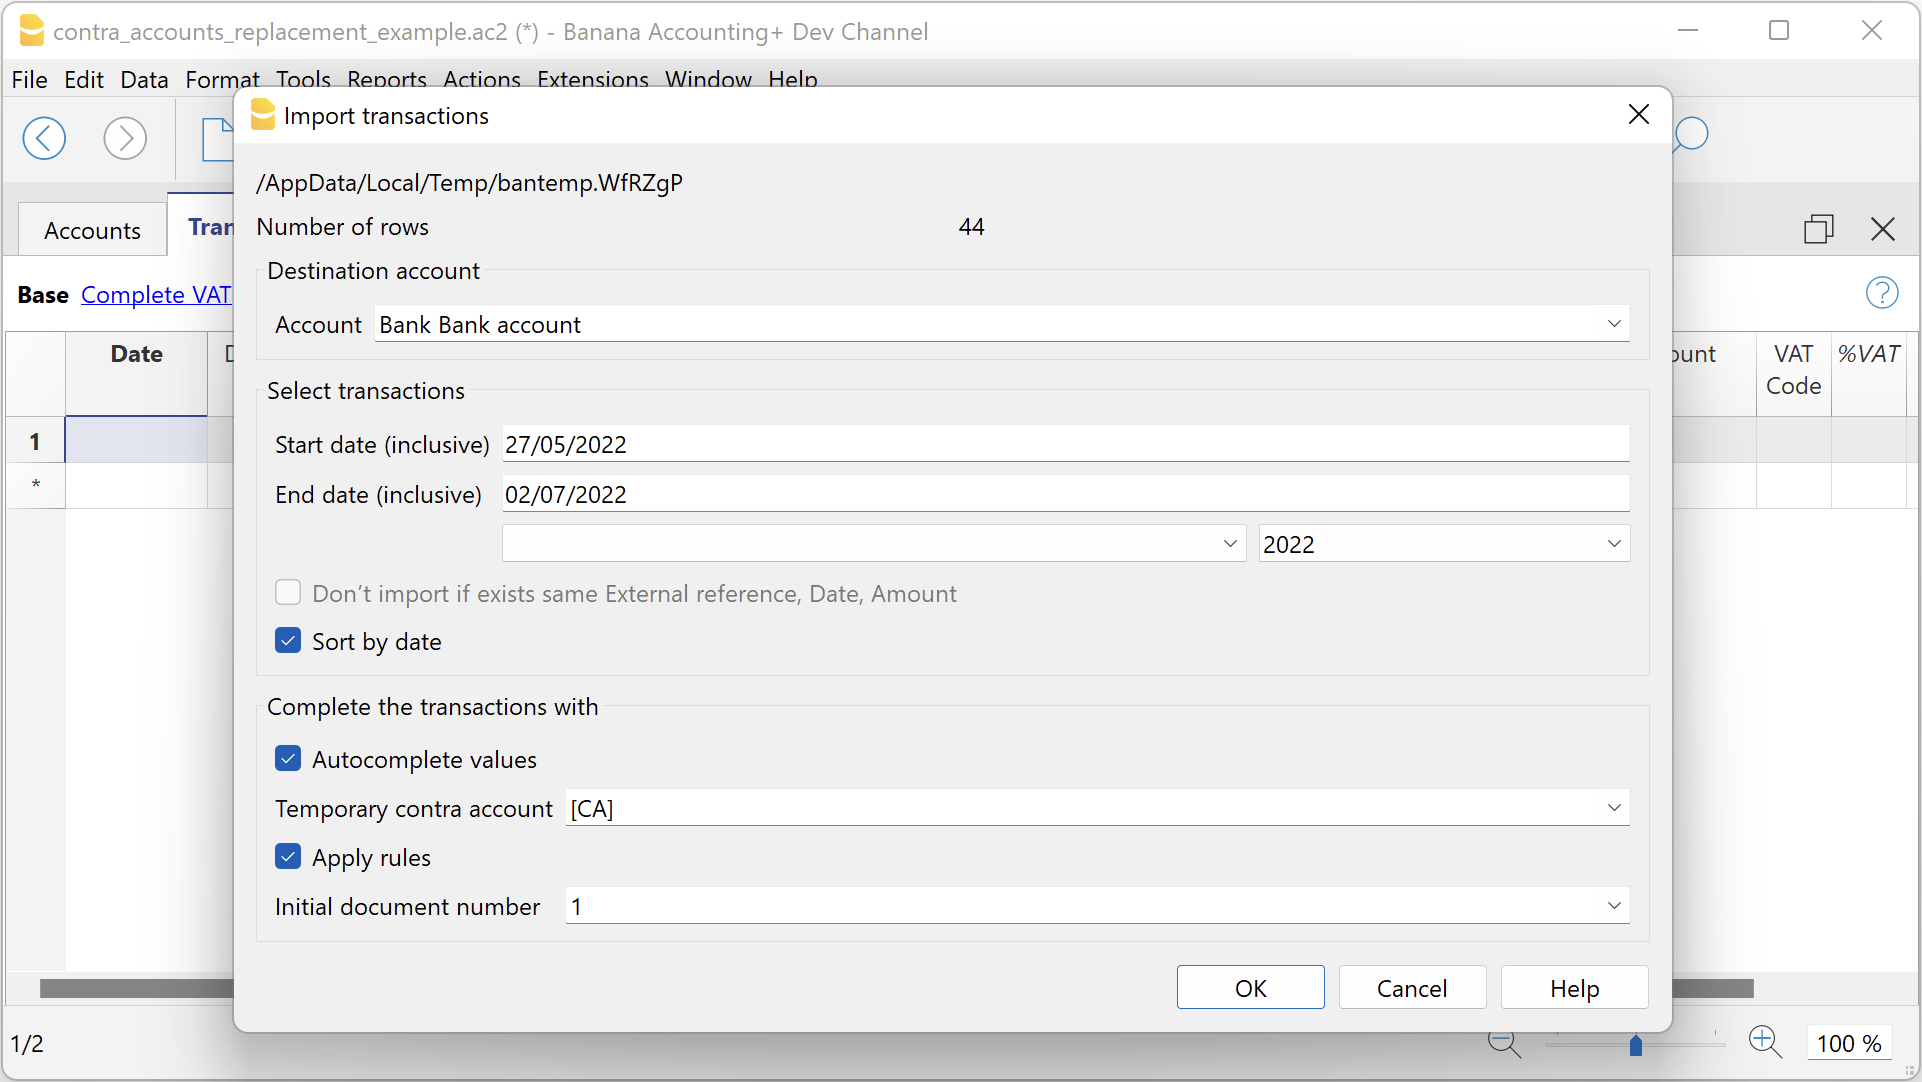 contra_accounts_replacement_example.ac2 (*) - Banana Accounting+ Dev Channel
File Edit Data Format Tools Reports Actions Extensions Window Help
Import transactions
/AppData/Local/Temp/bantemp.WfRZgP
Number of rows 44
Accounts Tran
Base Complete VAT
Destination account
Account Bank Bank account
Date D ount VAT Code %VAT
Select transactions
1
*
Start date (inclusive) 27/05/2022
End date (inclusive) 02/07/2022
2022
Don’t import if exists same External reference, Date, Amount
Sort by date
Complete the transactions with
Autocomplete values
Temporary contra account [CA]
Apply rules
Initial document number 1
OK Cancel Help
1/2 100 %